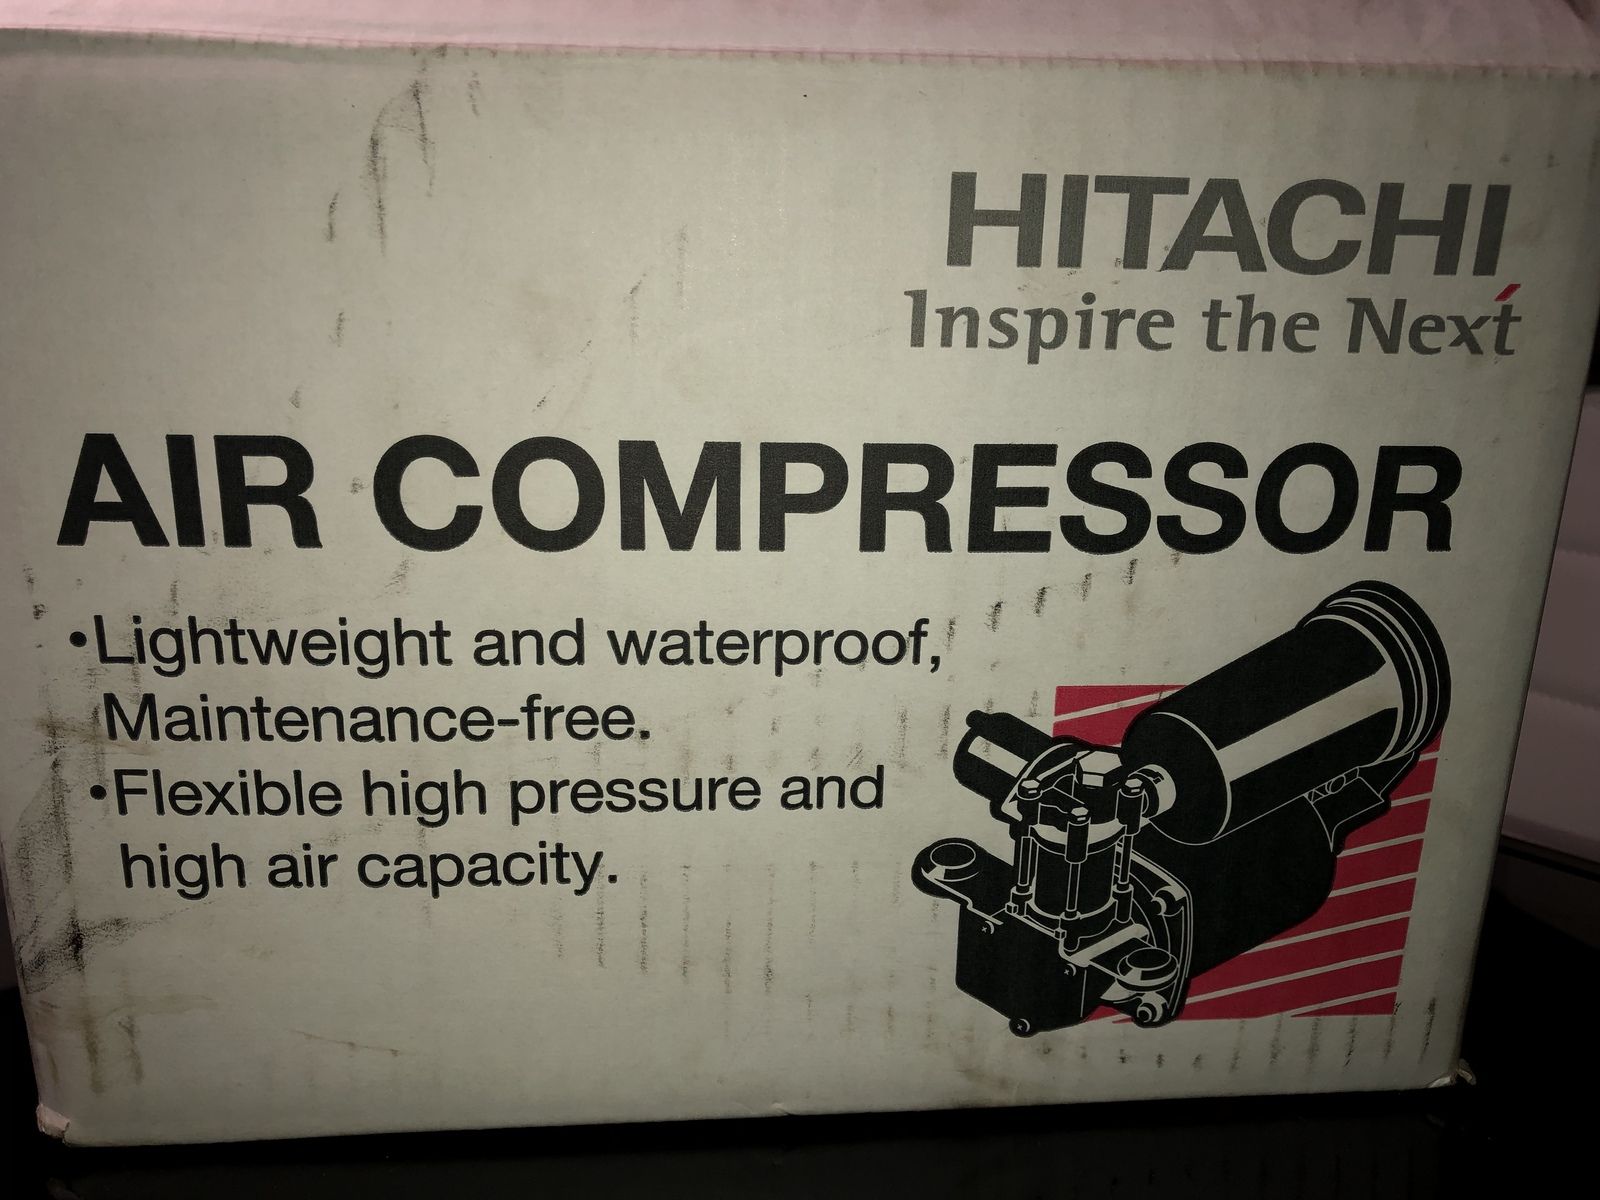 HITACHI
Inspire the Next
AIR COMPRESSOR
•Lightweight and waterproof,
Maintenance-free.
•Flexible high pressure and
high air capacity.